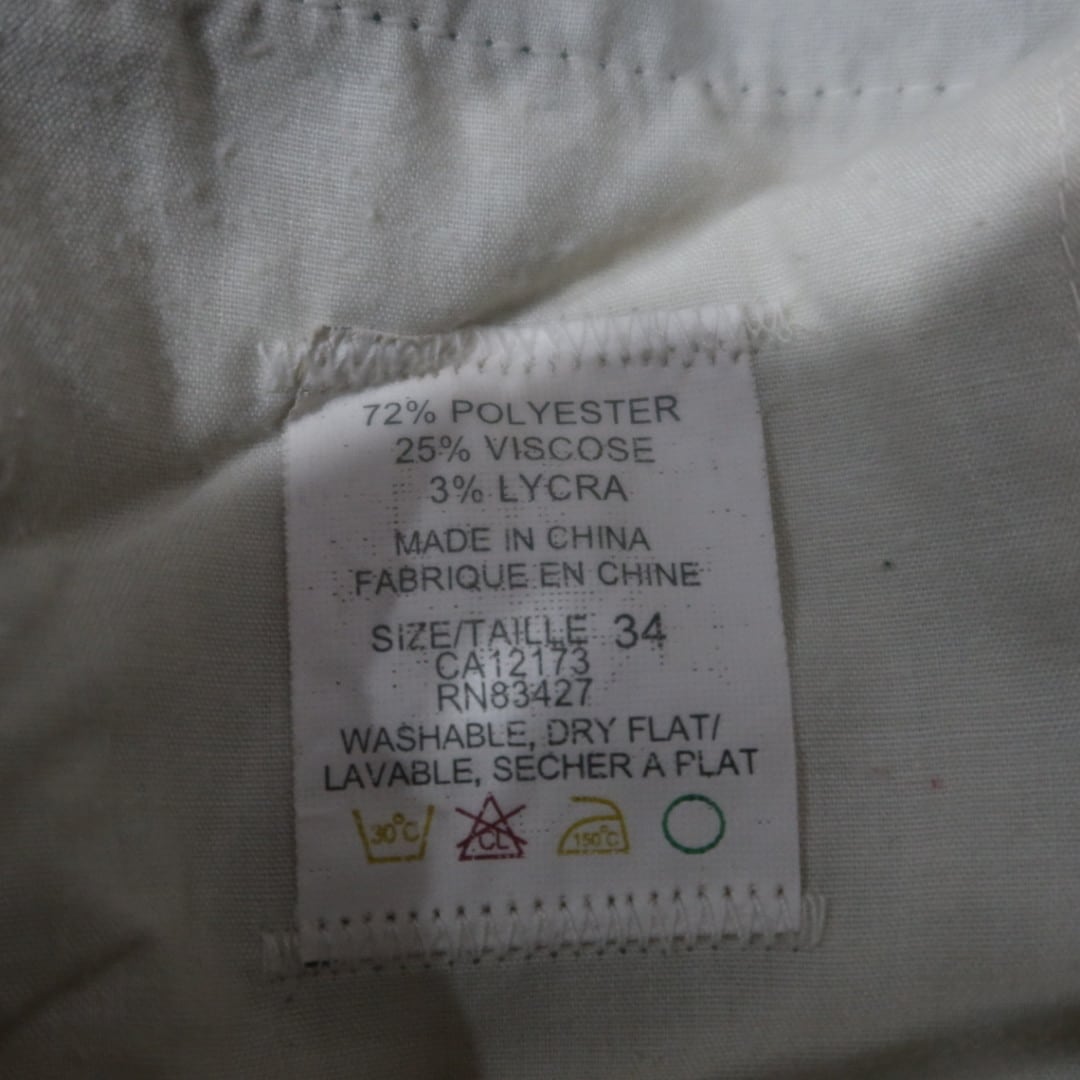 72% POLYESTER
25% VISCOSE
3% LYCRA
MADE IN CHINA
FABRIQUE EN CHINE
SIZE/TAILLE 34
CA12173
RN83427
WASHABLE, DRY FLAT/
LAVABLE, SECHER A PLAT
30°C CL 150°C